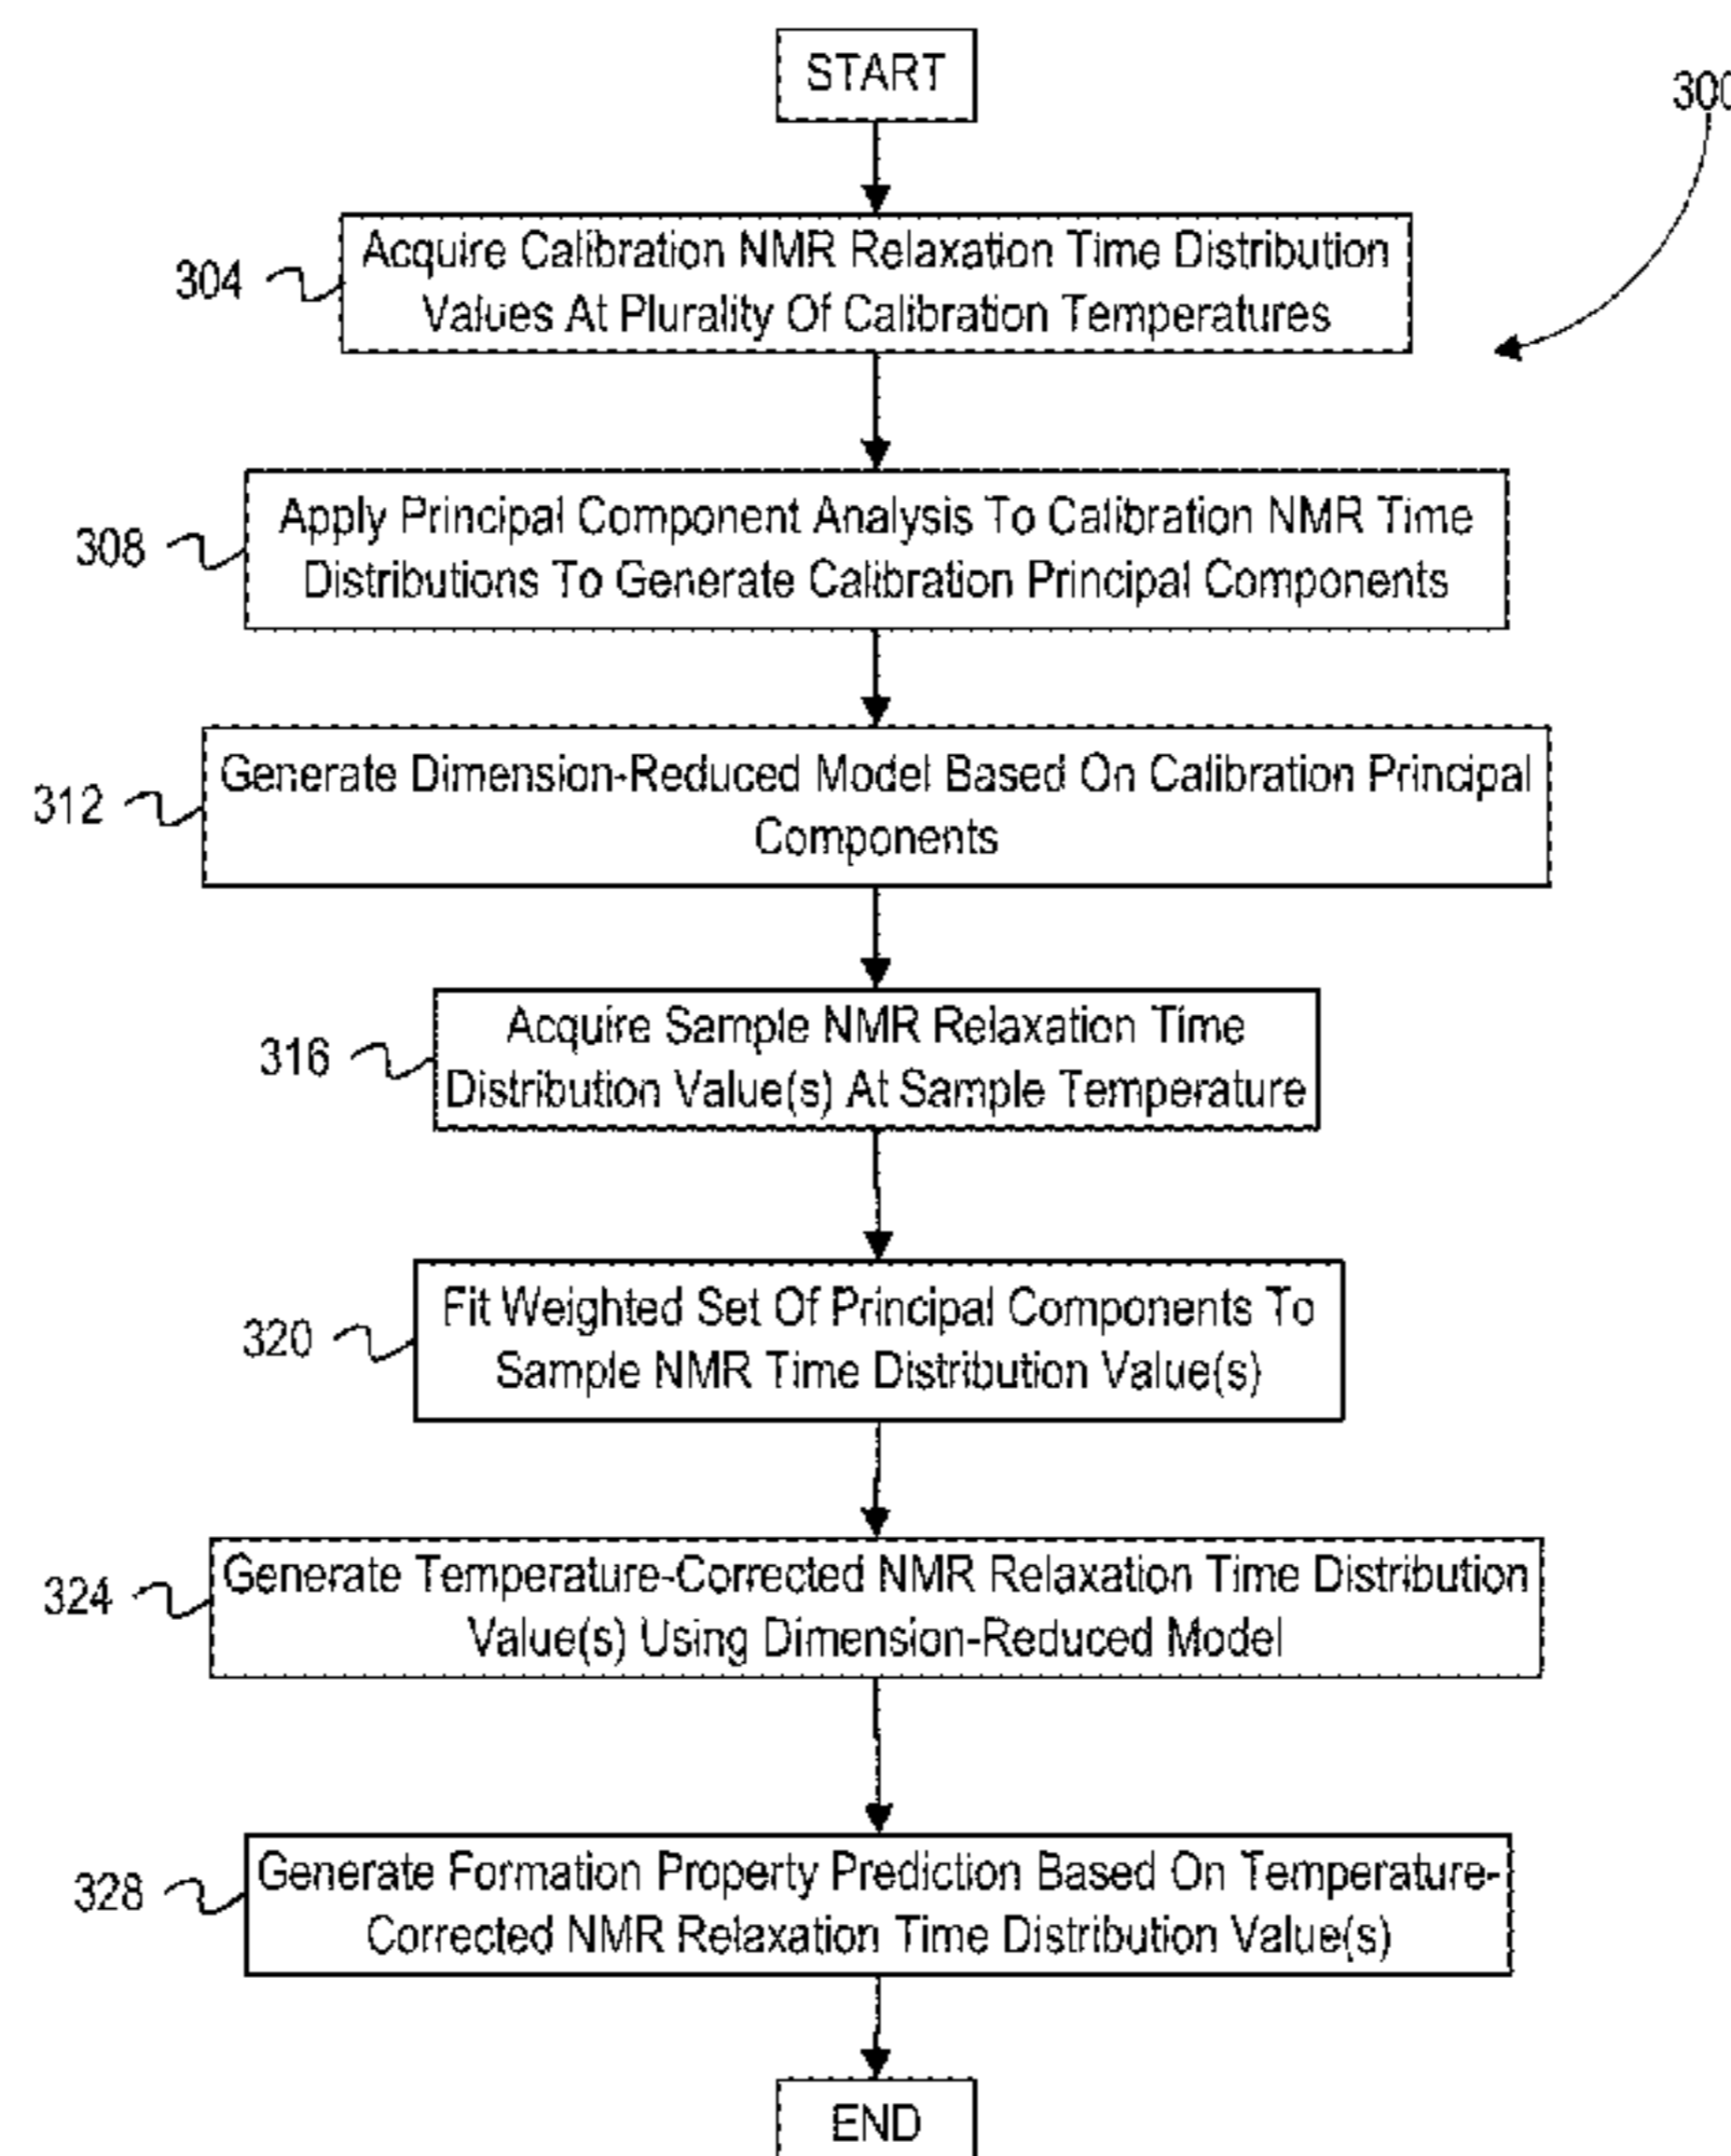 START
300
304
Acquire Calibration NMR Relaxation Time Distribution
Values At Plurality Of Calibration Temperatures
308
Apply Principal Component Analysis To Calibration NMR Time
Distributions To Generate Calibration Principal Components
312
Generate Dimension-Reduced Model Based On Calibration Principal
Components
316
Acquire Sample NMR Relaxation Time
Distribution Value(s) At Sample Temperature
320
Fit Weighted Set Of Principal Components To
Sample NMR Time Distribution Value(s)
324
Generate Temperature-Corrected NMR Relaxation Time Distribution
Value(s) Using Dimension-Reduced Model
328
Generate Formation Property Prediction Based On Temperature-
Corrected NMR Relaxation Time Distribution Value(s)
END